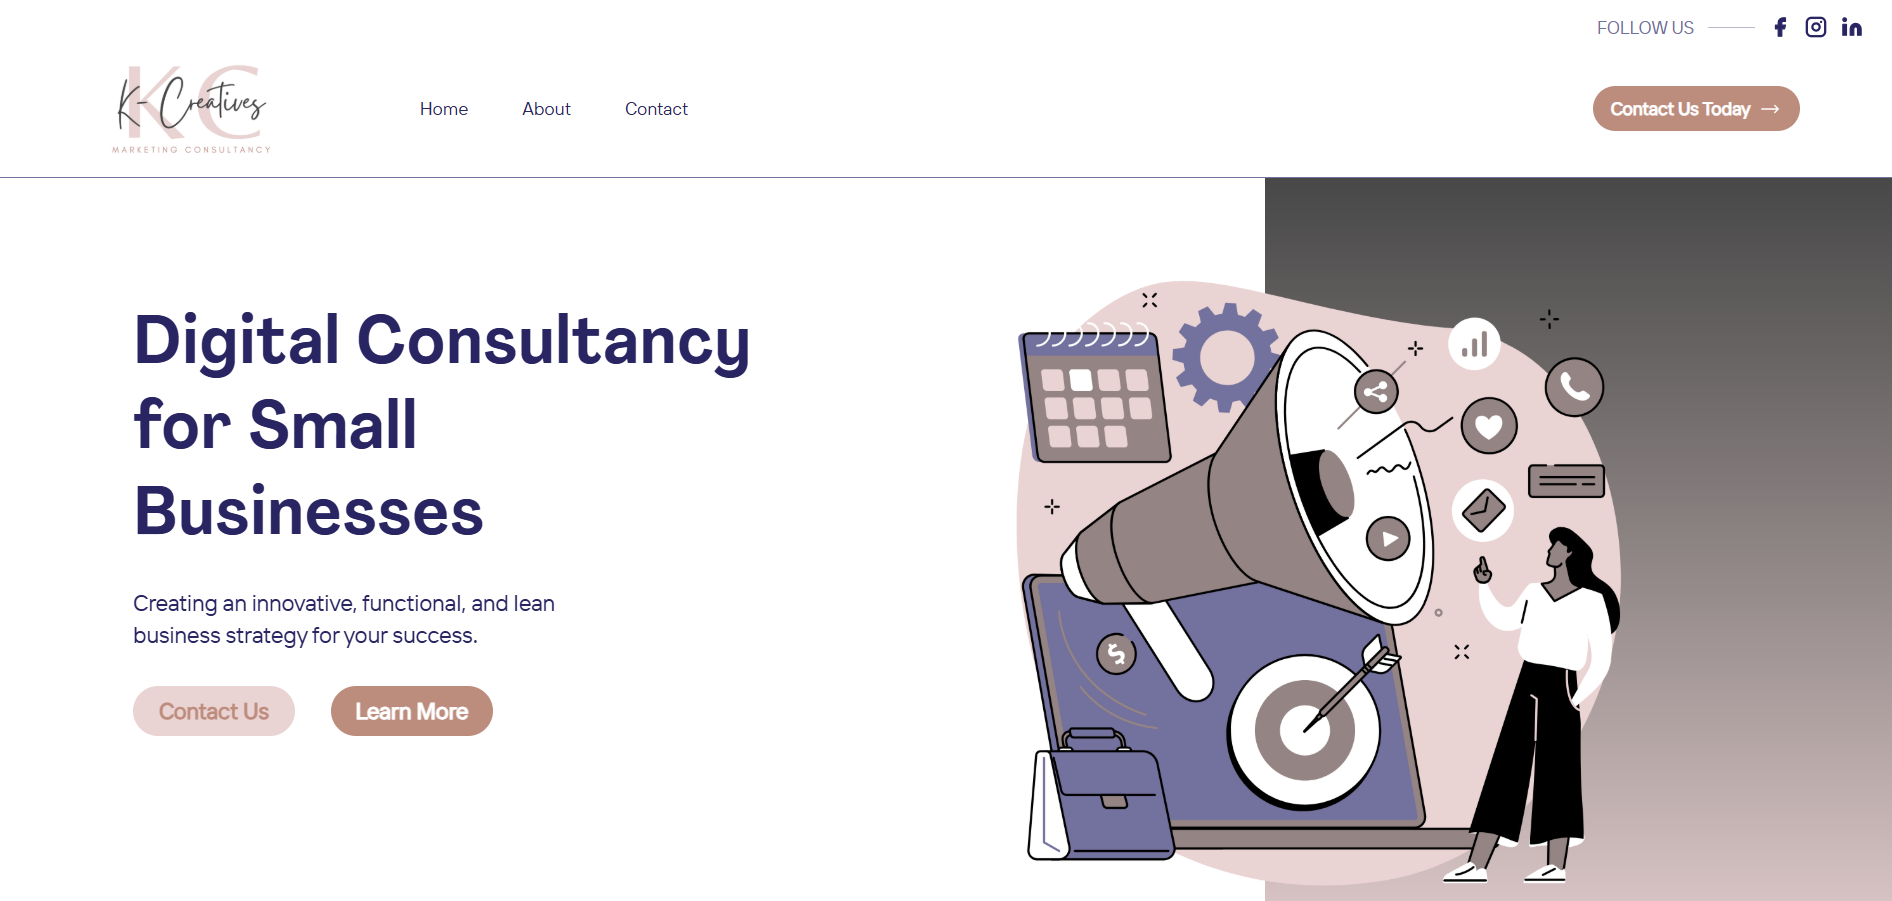 FOLLOW US
K-Creatives
KC
MARKETING CONSULTANCY
Home
About
Contact
Contact Us Today
Digital Consultancy
for Small
Businesses
Creating an innovative, functional, and lean
business strategy for your success.
Contact Us
Learn More